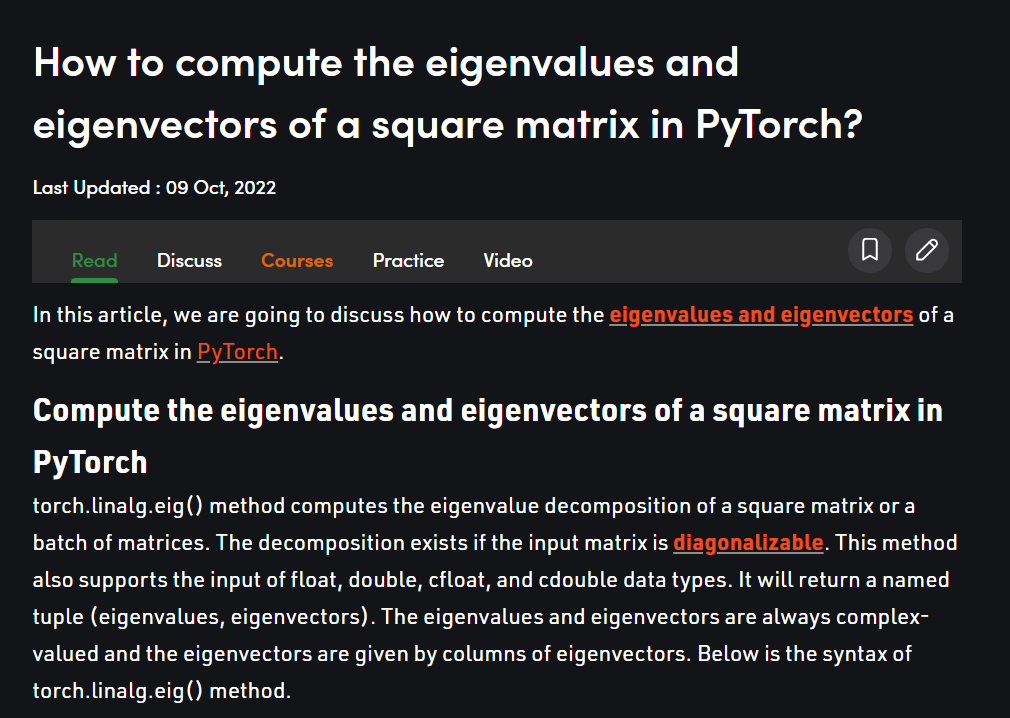 How to compute the eigenvalues and
eigenvectors of a square matrix in PyTorch?
Last Updated : 09 Oct, 2022
Read Discuss Courses Practice Video
In this article, we are going to discuss how to compute the eigenvalues and eigenvectors of a
square matrix in PyTorch.
Compute the eigenvalues and eigenvectors of a square matrix in
PyTorch
torch.linalg.eig() method computes the eigenvalue decomposition of a square matrix or a
batch of matrices. The decomposition exists if the input matrix is diagonalizable. This method
also supports the input of float, double, cfloat, and cdouble data types. It will return a named
tuple (eigenvalues, eigenvectors). The eigenvalues and eigenvectors are always complex-
valued and the eigenvectors are given by columns of eigenvectors. Below is the syntax of
torch.linalg.eig() method.